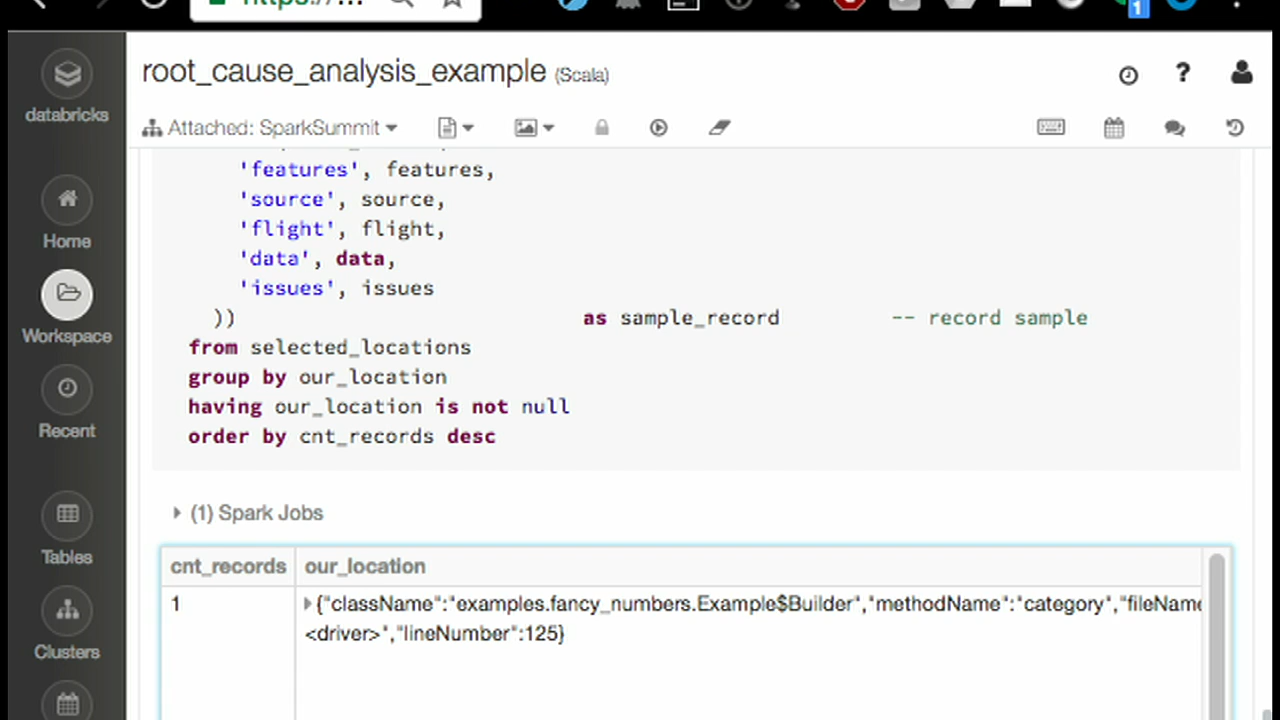 https://...
1
root_cause_analysis_example (Scala)
?
databricks
Attached: SparkSummit
'features', features,
'source', source,
'flight', flight,
'data', data,
'issues', issues
)) as sample_record -- record sample
from selected_locations
group by our_location
having our_location is not null
order by cnt_records desc
Home
Workspace
Recent
Tables
Clusters
(1) Spark Jobs
cnt_records our_location
1 {"className":"examples.fancy_numbers.Example$Builder","methodName":"category","fileName
<driver>","lineNumber":125}